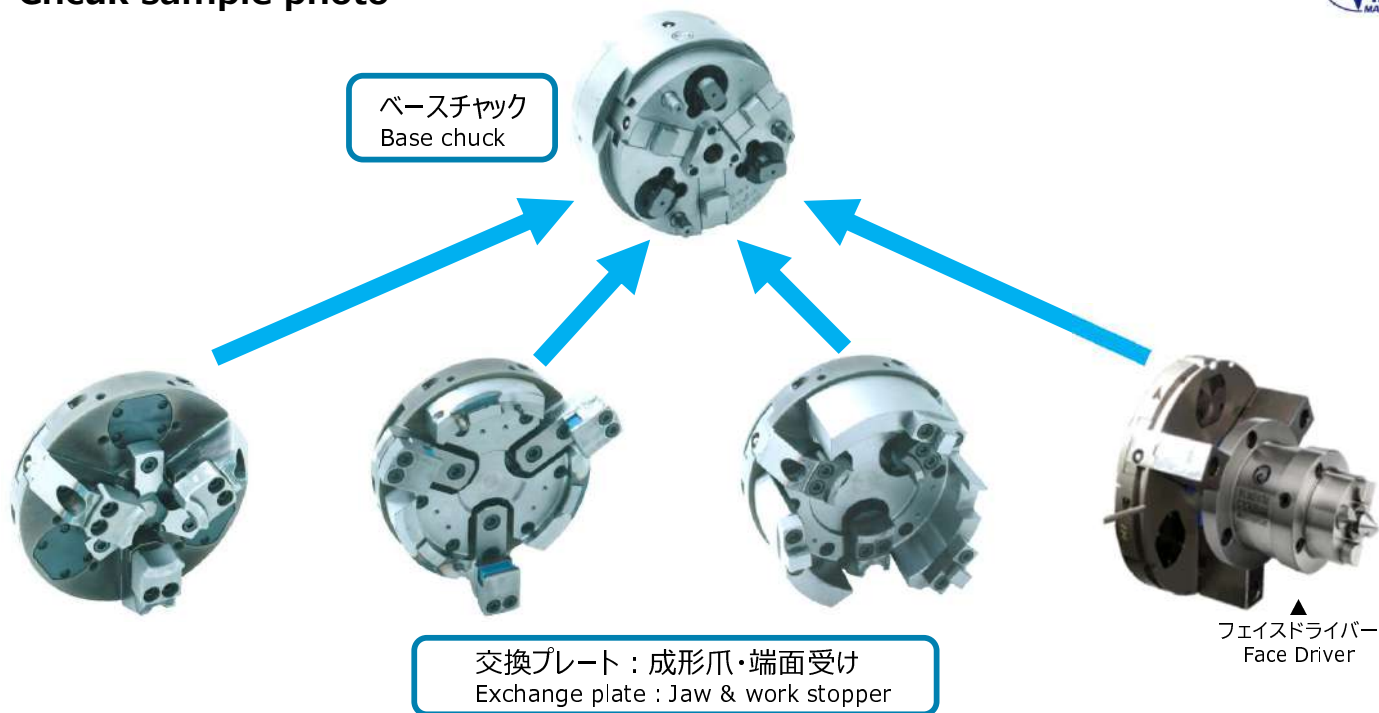 ベースチャック
Base chuck
▲
フェイスドライバー
Face Driver
交換プレート：成形爪・端面受け
Exchange plate : Jaw & work stopper